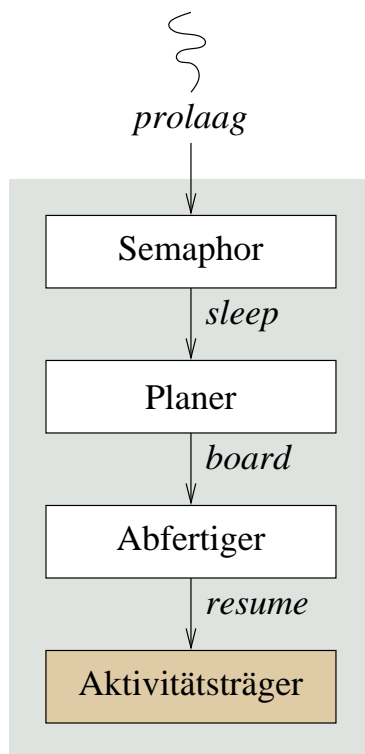 prolaag
Semaphor
sleep
Planer
board
Abfertiger
resume
Aktivitätsträger